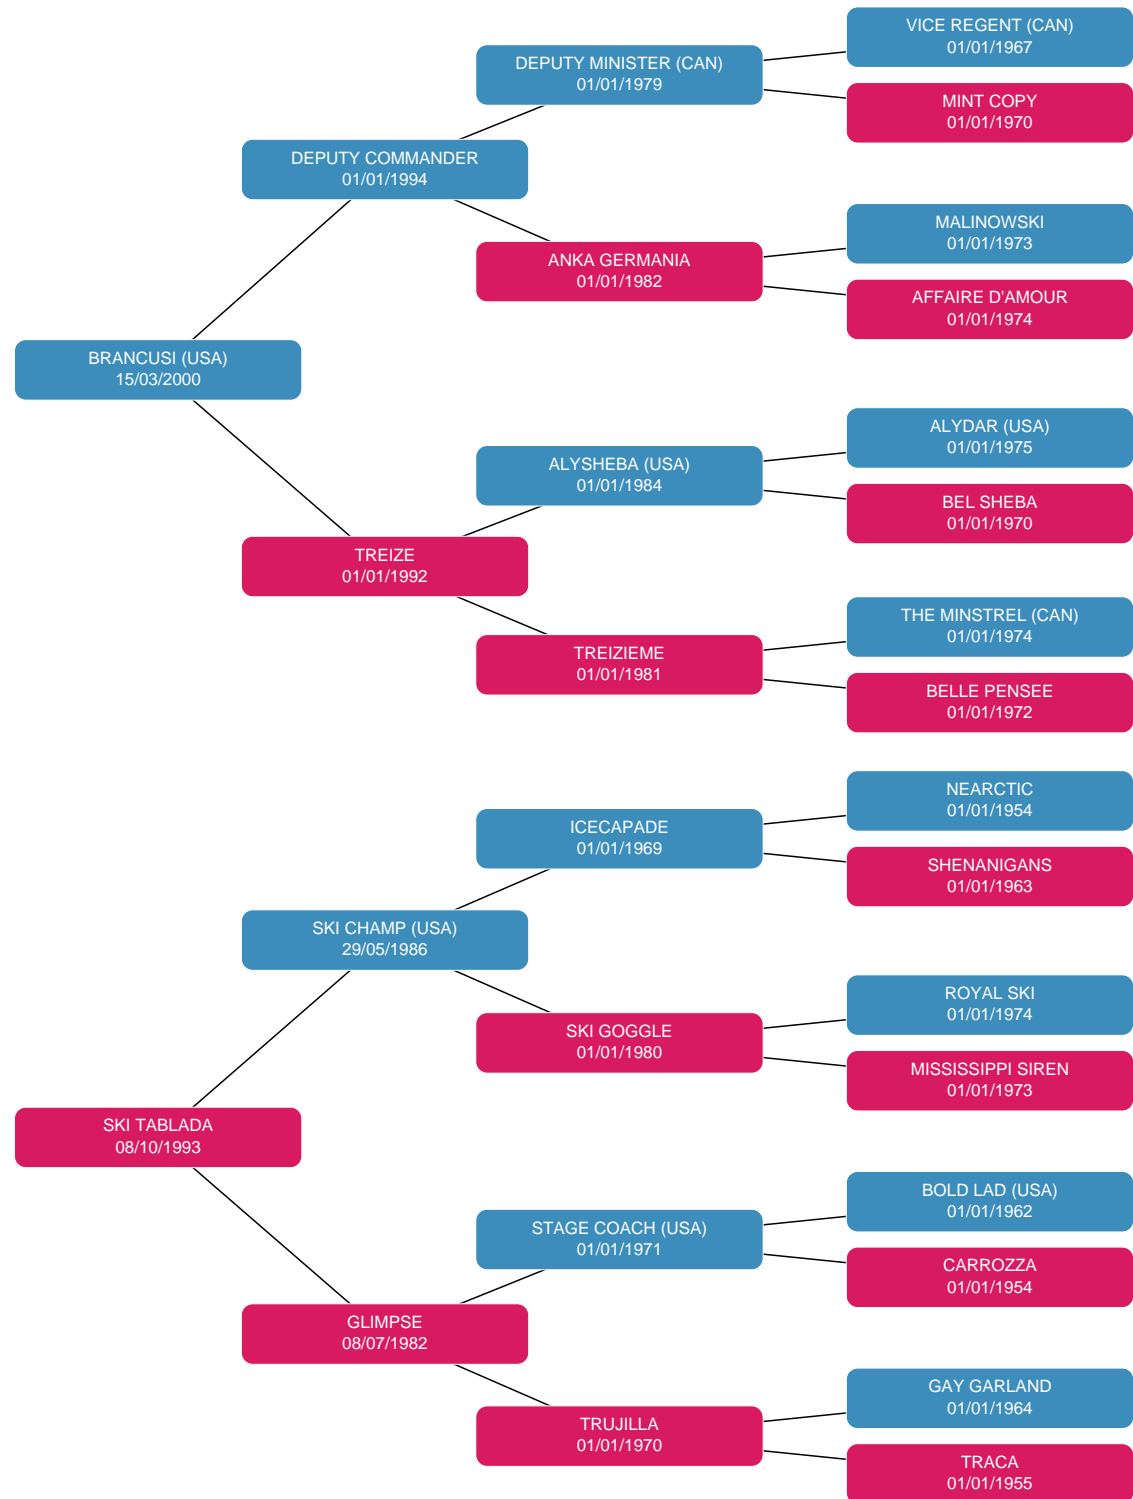 VICE REGENT (CAN)
01/01/1967
DEPUTY MINISTER (CAN)
01/01/1979
MINT COPY
01/01/1970
DEPUTY COMMANDER
01/01/1994
MALINOWSKI
01/01/1973
ANKA GERMANIA
01/01/1982
AFFAIRE D'AMOUR
01/01/1974
BRANCUSI (USA)
15/03/2000
ALYDAR (USA)
01/01/1975
ALYSHEBA (USA)
01/01/1984
BEL SHEBA
01/01/1970
TREIZE
01/01/1992
THE MINSTREL (CAN)
01/01/1974
TREIZIEME
01/01/1981
BELLE PENSEE
01/01/1972
NEARCTIC
01/01/1954
ICECAPADE
01/01/1969
SHENANIGANS
01/01/1963
SKI CHAMP (USA)
29/05/1986
ROYAL SKI
01/01/1974
SKI GOGGLE
01/01/1980
MISSISSIPPI SIREN
01/01/1973
SKI TABLADA
08/10/1993
BOLD LAD (USA)
01/01/1962
STAGE COACH (USA)
01/01/1971
CARROZZA
01/01/1954
GLIMPSE
08/07/1982
GAY GARLAND
01/01/1964
TRUJILLA
01/01/1970
TRACA
01/01/1955